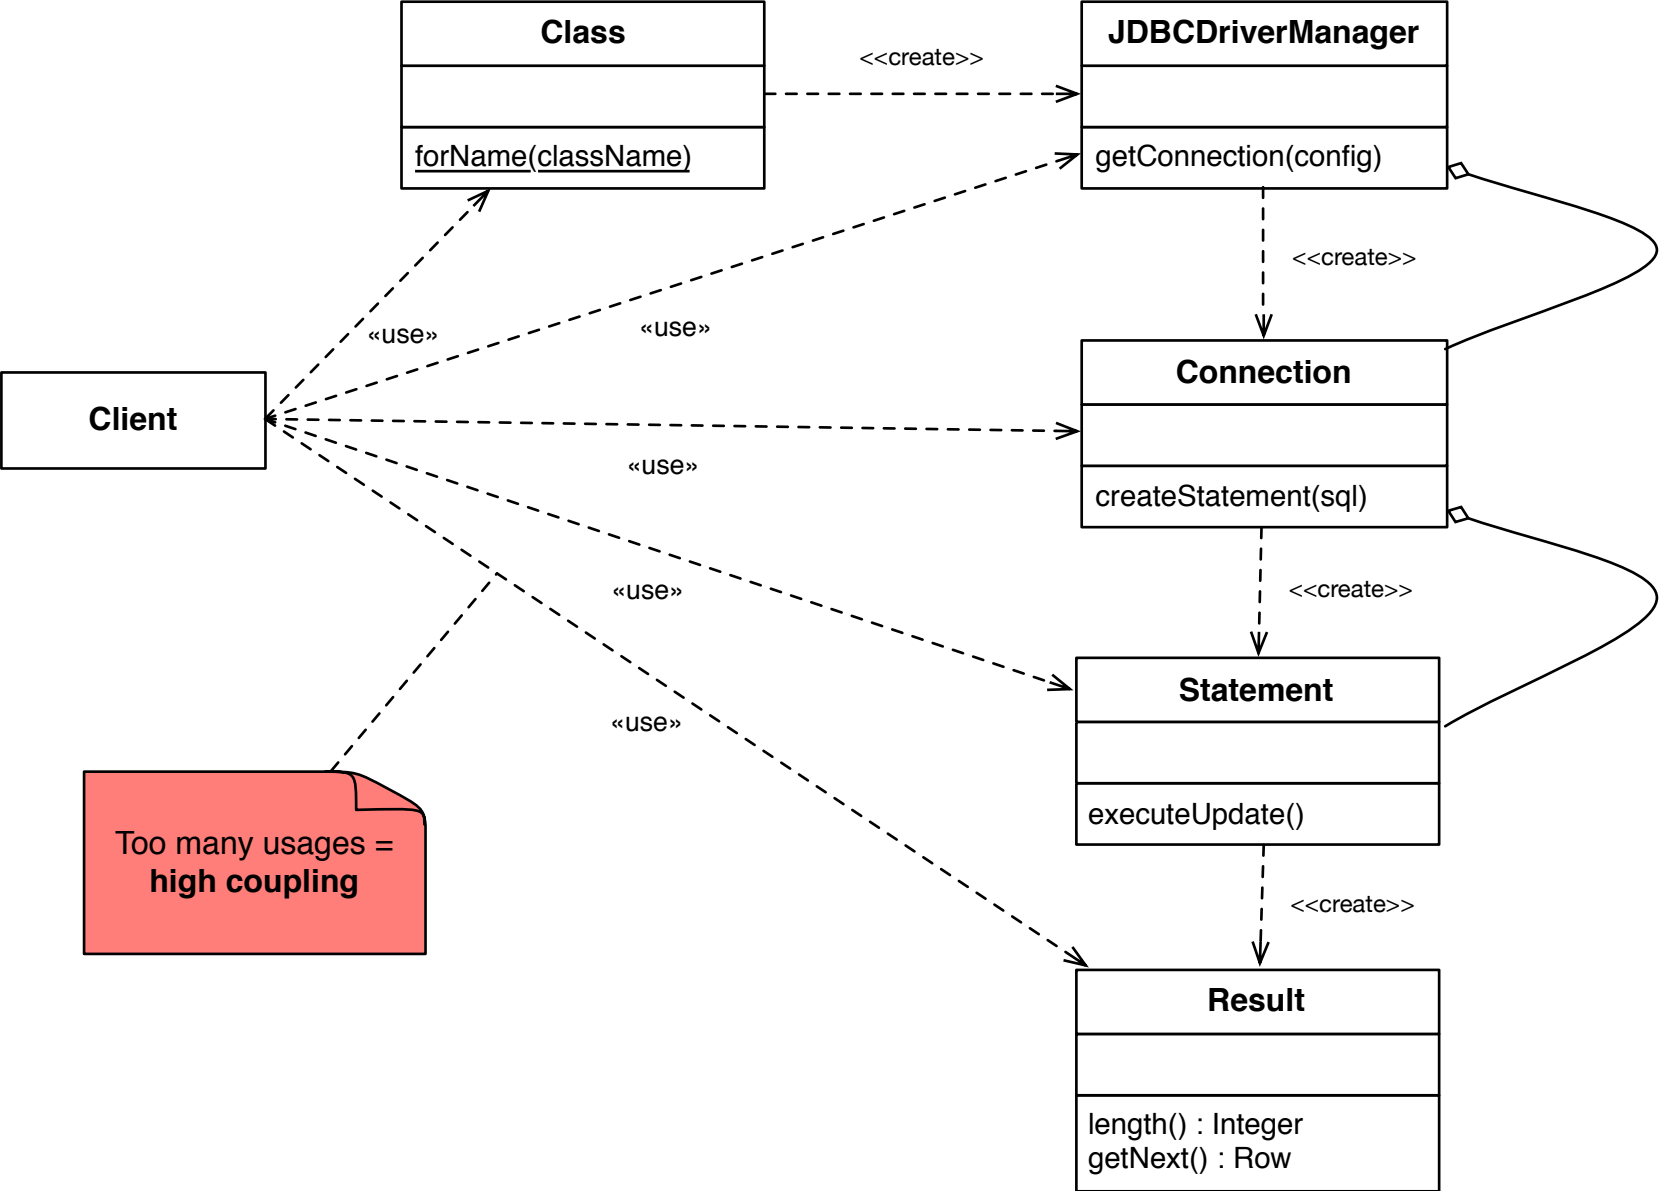 Class
JDBCDriverManager
<<create>>
forName(className)
getConnection(config)
<<create>>
«use»
«use»
Client
Connection
«use»
createStatement(sql)
«use»
<<create>>
Statement
«use»
executeUpdate()
Too many usages =
high coupling
<<create>>
Result
length() : Integer
getNext() : Row